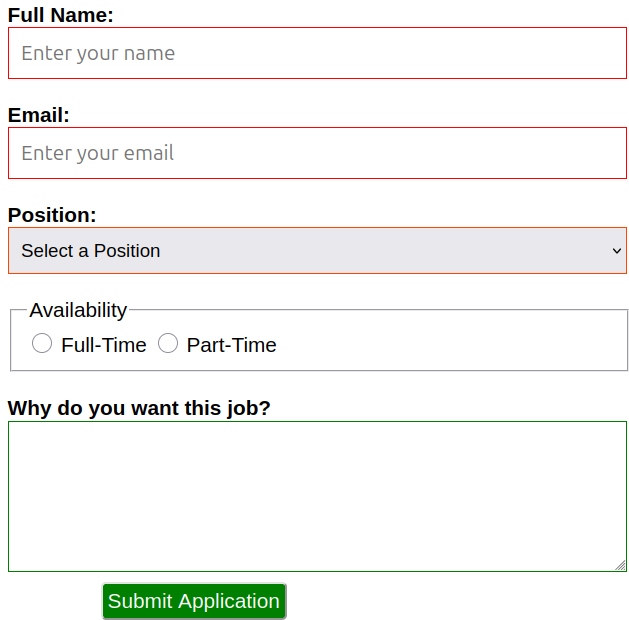 Full Name:
Enter your name
Email:
Enter your email
Position:
Select a Position
Availability
Full-Time Part-Time
Why do you want this job?
Submit Application